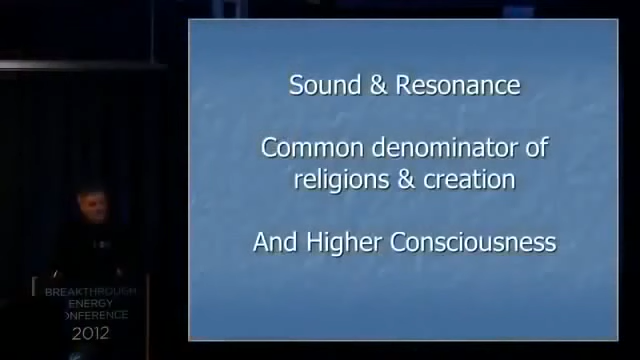 Sound & Resonance
Common denominator of
religions & creation
And Higher Consciousness
BREAKTHROUGH
ENERGY
CONFERENCE
2012